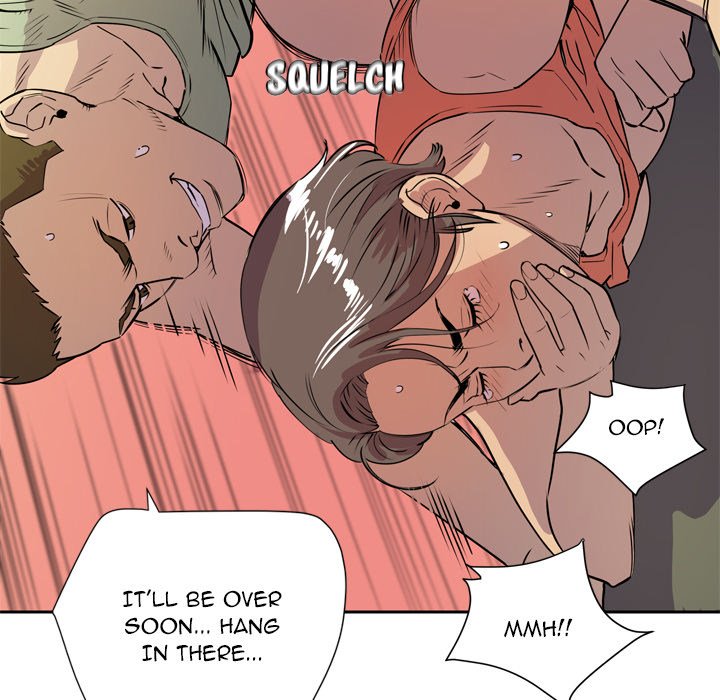 SQUELCH
OOP!
IT'LL BE OVER
SOON... HANG
IN THERE...
MMH!!